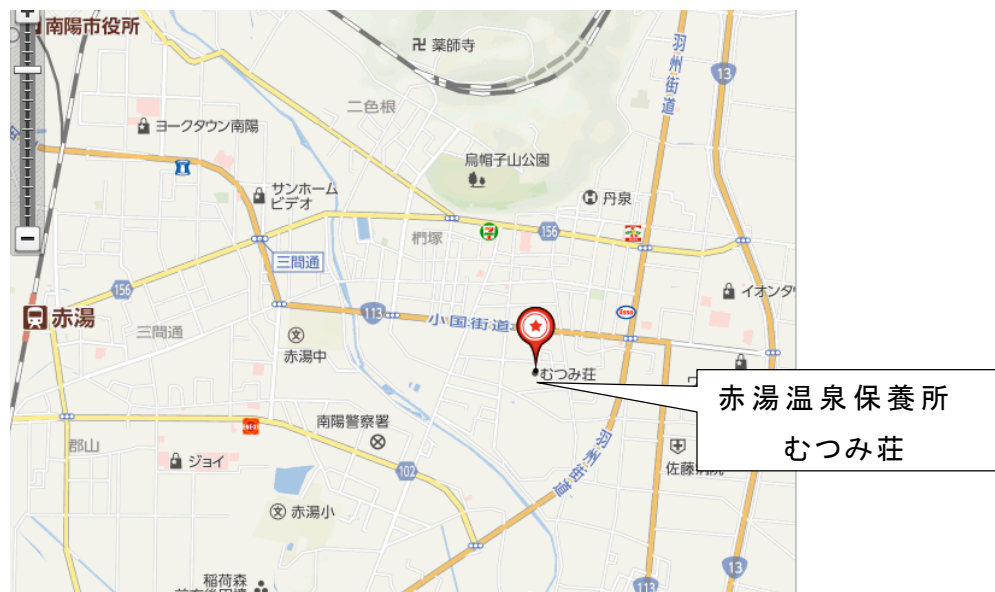 南陽市役所
卍 薬師寺
羽州街道
13
二色根
ヨークタウン南陽
烏帽子山公園
サンホーム
ビデオ
丹泉
156
椚塚
三間通
イオンタ
156
赤湯
113
小国街道
三間通
赤湯中
むつみ荘
赤湯温泉保養所
むつみ荘
南陽警察署
羽州街道
郡山
ジョイ
102
佐藤病院
赤湯小
稲荷森
13
113